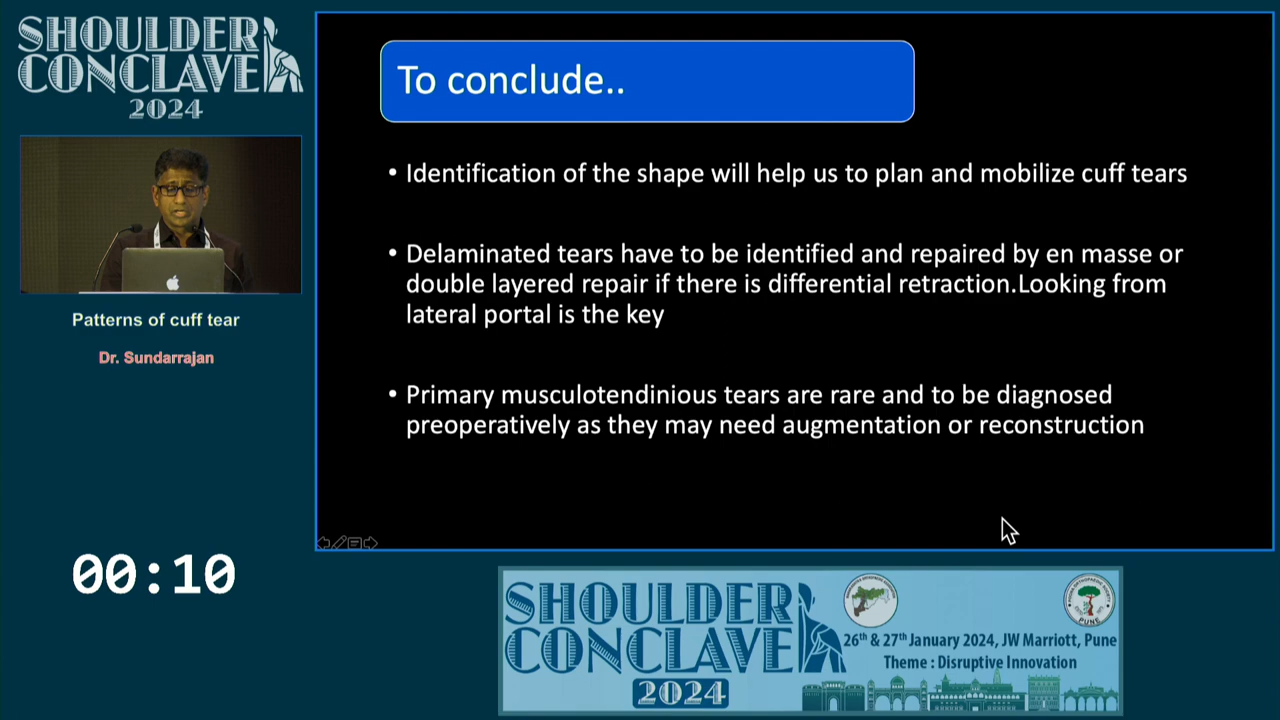 SHOULDER
CONCLAVE
2024
Patterns of cuff tear
Dr. Sundarrajan
00:10
To conclude..
• Identification of the shape will help us to plan and mobilize cuff tears
• Delaminated tears have to be identified and repaired by en masse or
double layered repair if there is differential retraction.Looking from
lateral portal is the key
• Primary musculotendinious tears are rare and to be diagnosed
preoperatively as they may need augmentation or reconstruction
SHOULDER
CONCLAVE
2024
26th & 27th January 2024, JW Marriott, Pune
Theme : Disruptive Innovation
PUNE